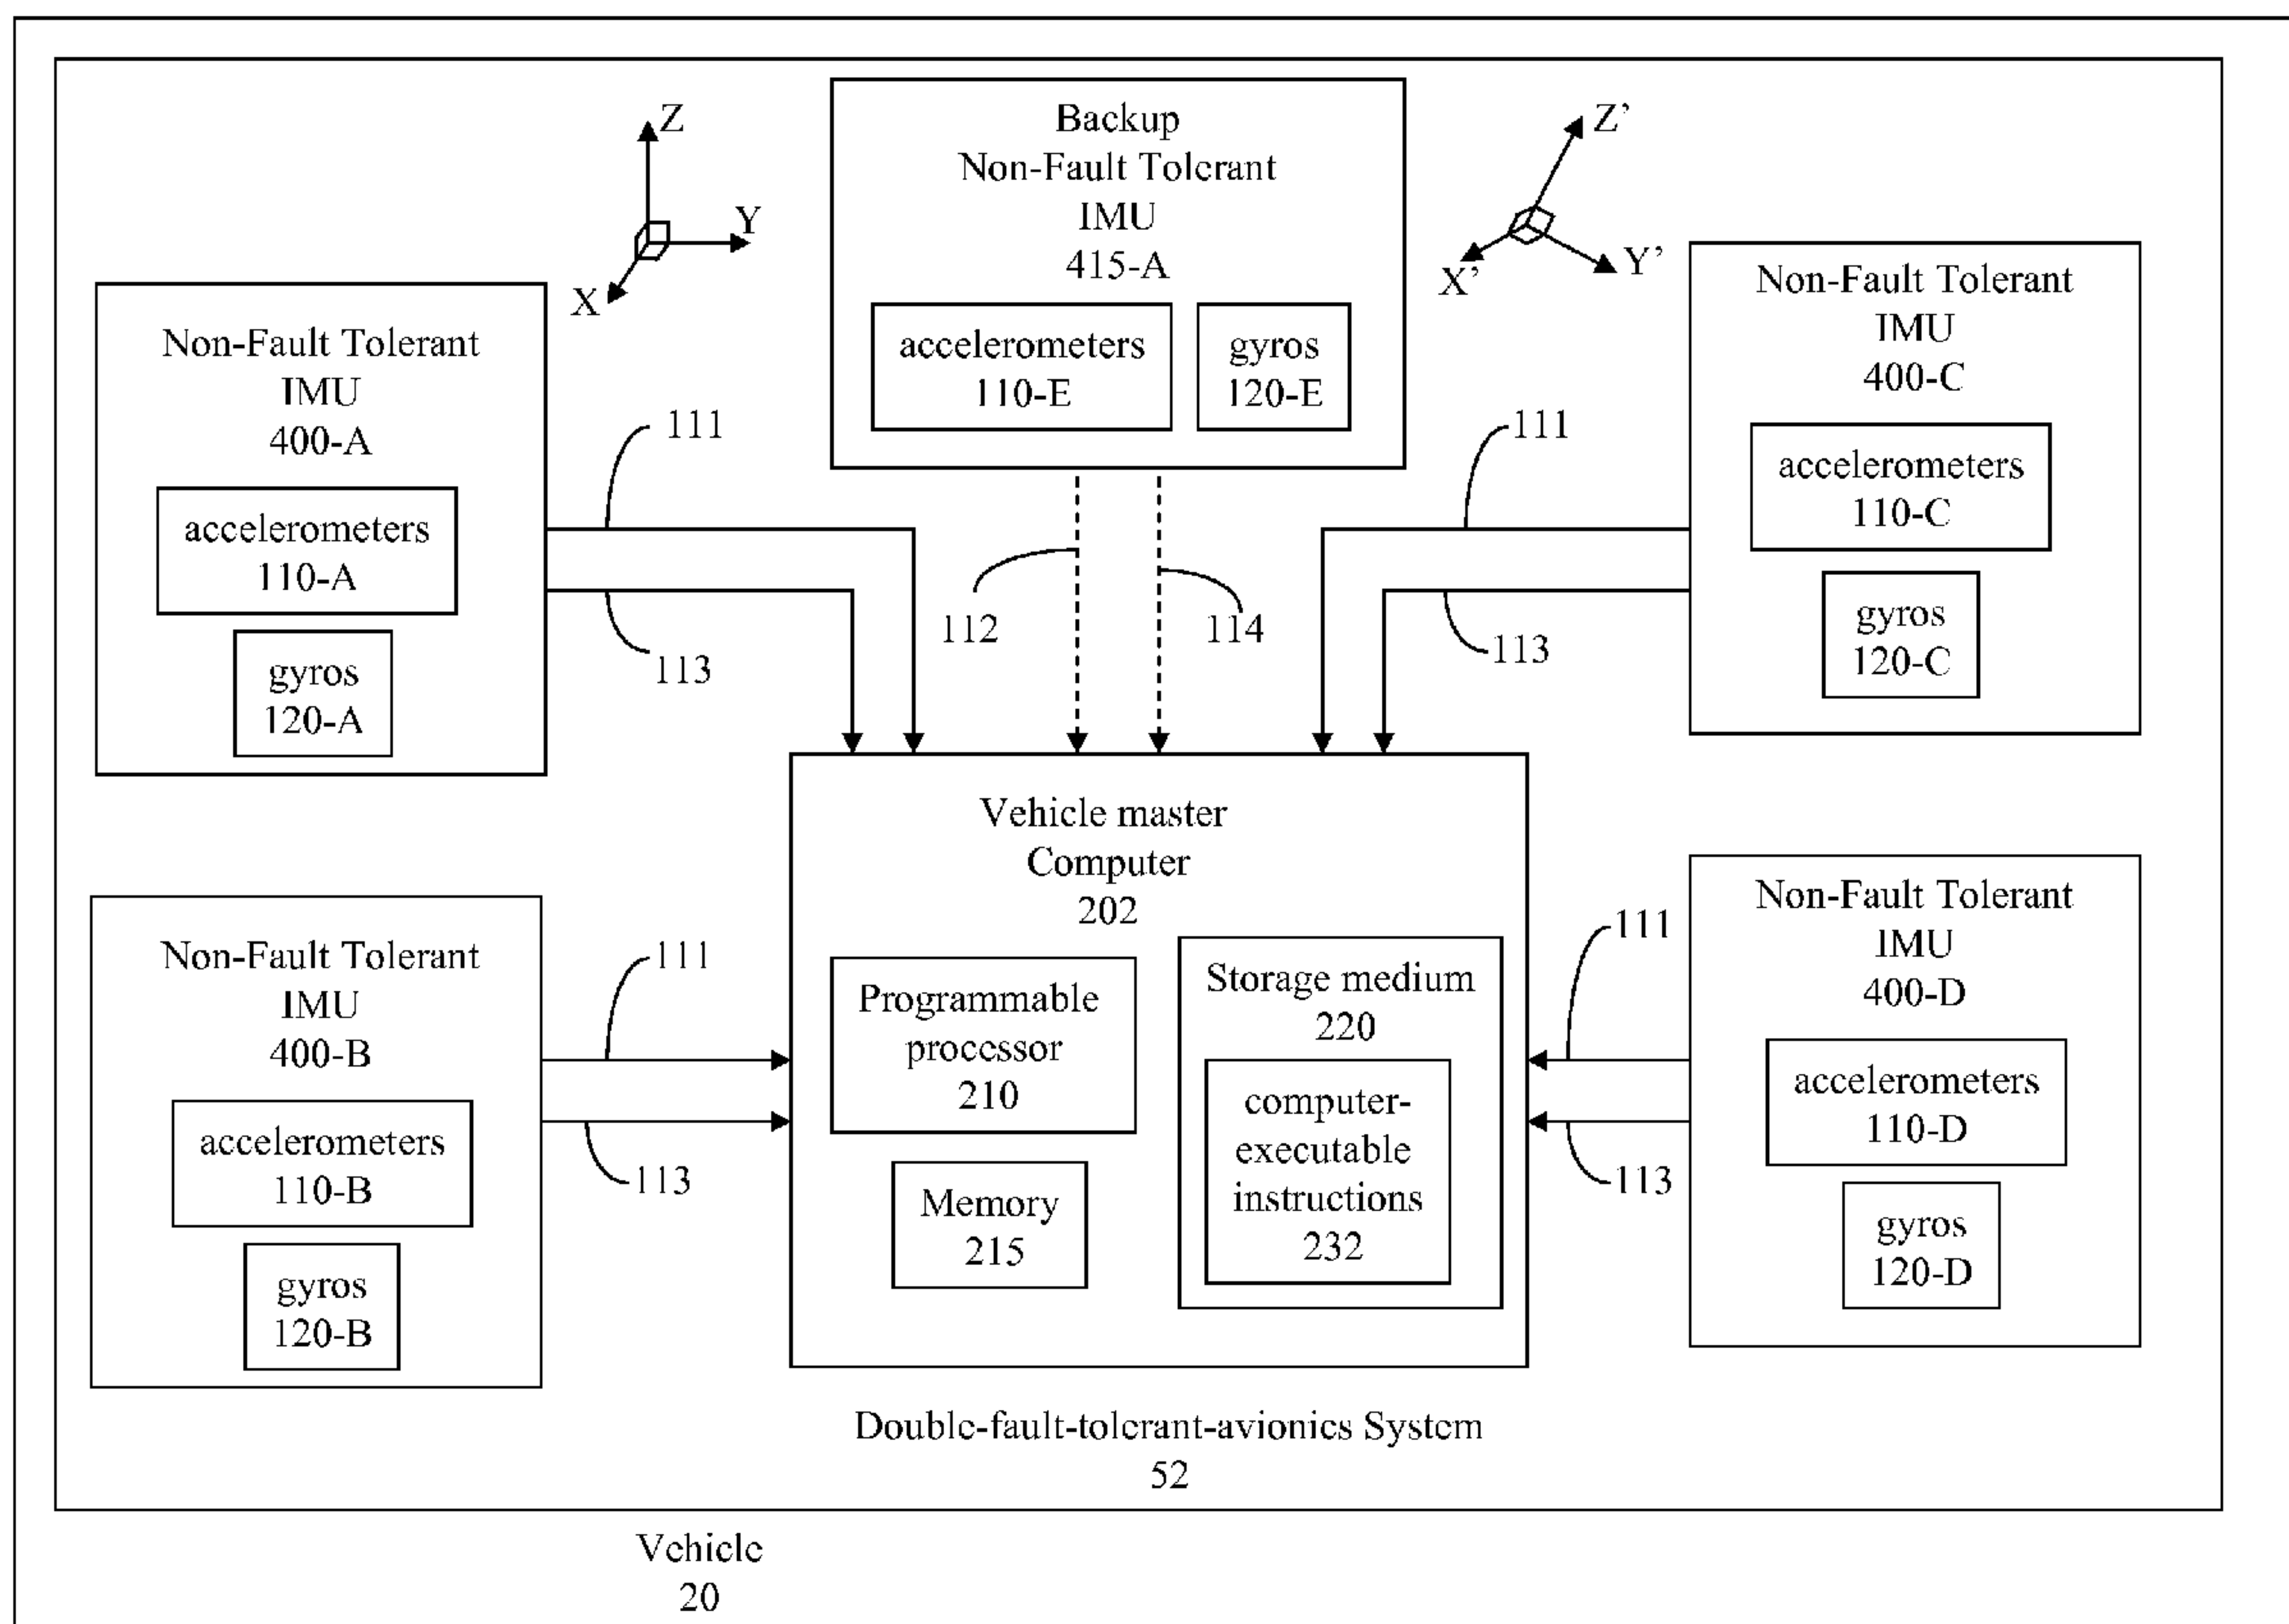 Z
Y
X
Backup
Non-Fault Tolerant
IMU
415-A
accelerometers
110-E
gyros
120-E
Z’
Y’
X’
Non-Fault Tolerant
IMU
400-A
accelerometers
110-A
gyros
120-A
111
113
112
114
111
113
Non-Fault Tolerant
IMU
400-C
accelerometers
110-C
gyros
120-C
Non-Fault Tolerant
IMU
400-B
accelerometers
110-B
gyros
120-B
111
113
Vehicle master
Computer
202
Programmable
processor
210
Memory
215
Storage medium
220
computer-
executable
instructions
232
111
113
Non-Fault Tolerant
IMU
400-D
accelerometers
110-D
gyros
120-D
Double-fault-tolerant-avionics System
52
Vehicle
20